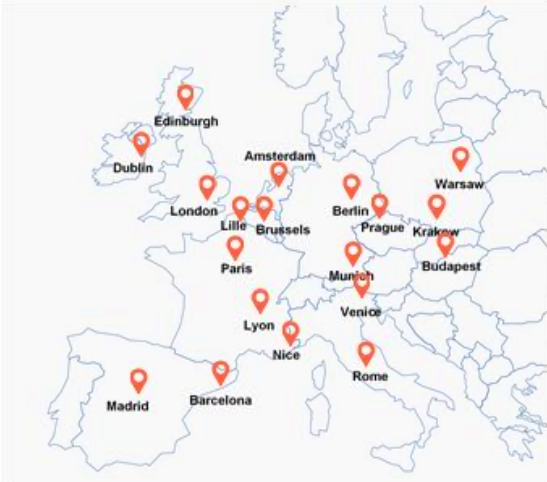 Edinburgh
Amsterdam
Dublin
Warsaw
London
Berlin
Lille
Brussels
Prague
Krakow
Paris
Munich
Budapest
Venice
Lyon
Nice
Rome
Madrid
Barcelona